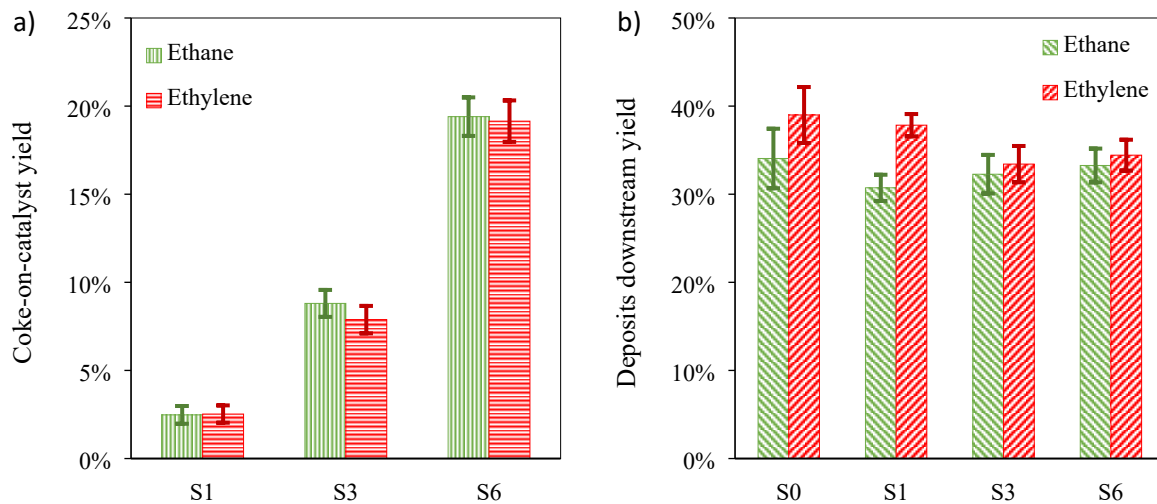 a)
Coke-on-catalyst yield
25%
20%
15%
10%
5%
0%
Ethane
Ethylene
S1 S3 S6
b)
Deposits downstream yield
50%
40%
30%
20%
10%
0%
Ethane
Ethylene
S0 S1 S3 S6